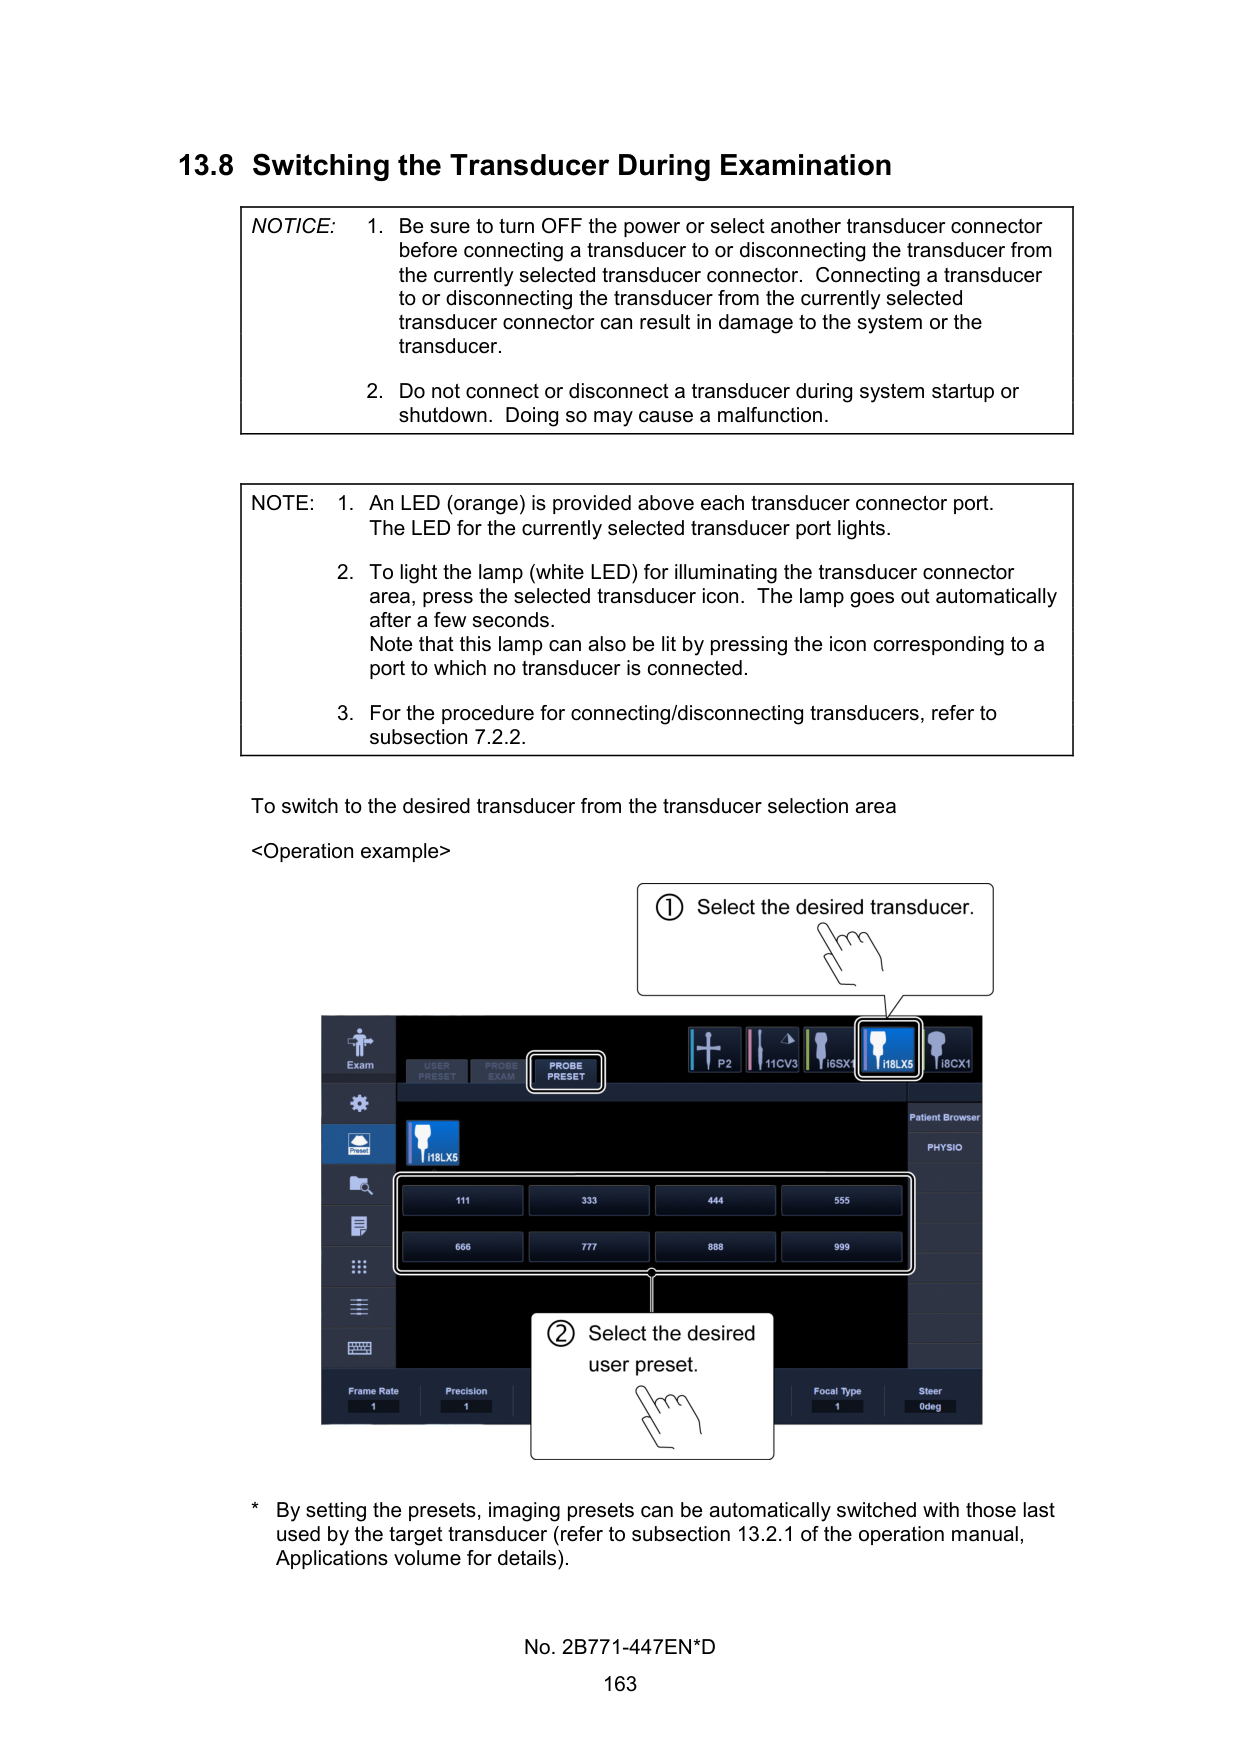 13.8 Switching the Transducer During Examination
NOTICE: 1. Be sure to turn OFF the power or select another transducer connector
before connecting a transducer to or disconnecting the transducer from
the currently selected transducer connector. Connecting a transducer
to or disconnecting the transducer from the currently selected
transducer connector can result in damage to the system or the
transducer.
2. Do not connect or disconnect a transducer during system startup or
shutdown. Doing so may cause a malfunction.
NOTE: 1. An LED (orange) is provided above each transducer connector port.
The LED for the currently selected transducer port lights.
2. To light the lamp (white LED) for illuminating the transducer connector
area, press the selected transducer icon. The lamp goes out automatically
after a few seconds.
Note that this lamp can also be lit by pressing the icon corresponding to a
port to which no transducer is connected.
3. For the procedure for connecting/disconnecting transducers, refer to
subsection 7.2.2.
To switch to the desired transducer from the transducer selection area
<Operation example>
① Select the desired transducer.
Exam
USER
PRESET
PROBE
EXAM
PROBE
PRESET
P2
11CV3
i6SX1
i18LX5
i8CX1
Patient Browser
Preset
i18LX5
PHYSIO
111 333 444 555
666 777 888 999
② Select the desired
user preset.
Frame Rate Precision Focal Type Steer
1 1 1 0deg
* By setting the presets, imaging presets can be automatically switched with those last
used by the target transducer (refer to subsection 13.2.1 of the operation manual,
Applications volume for details).
No. 2B771-447EN*D
163